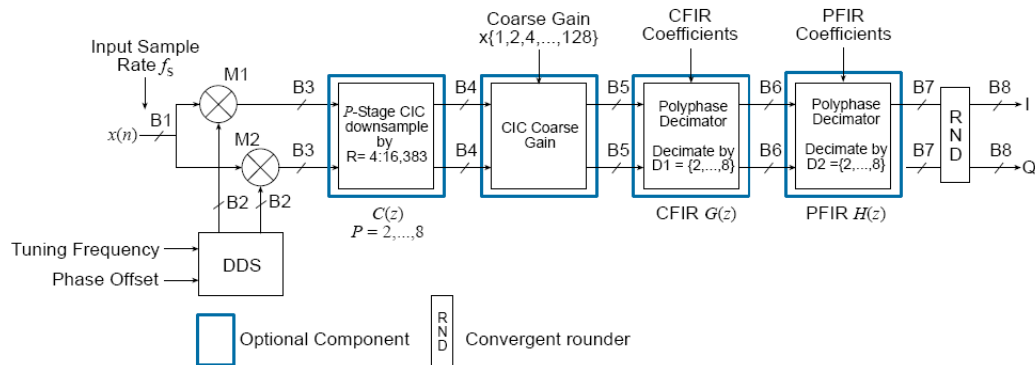 Input Sample
Rate fs
M1
M2
B1
x(n)
B2
B2
DDS
Tuning Frequency
Phase Offset
B3
B3
P-Stage CIC
downsample
by
R= 4:16,383
C(z)
P = 2,...,8
B4
B4
Coarse Gain
x{1,2,4,...,128}
CIC Coarse
Gain
B5
B5
CFIR
Coefficients
Polyphase
Decimator
Decimate by
D1 = {2,...,8}
CFIR G(z)
B6
B6
PFIR
Coefficients
Polyphase
Decimator
Decimate by
D2 ={2,...,8}
PFIR H(z)
B7
B7
RND
B8
B8
I
Q
Optional Component
RND
Convergent rounder